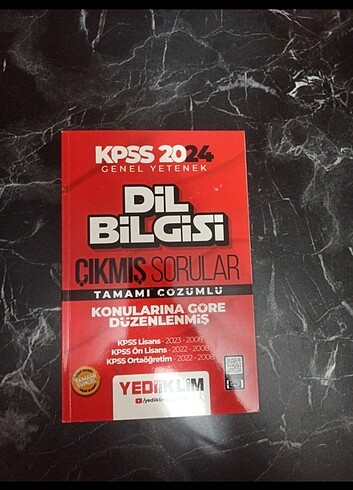 KPSS 2024
GENEL YETENEK
DİL
BİLGİSİ
ÇIKMIŞ SORULAR
TAMAMI ÇÖZÜMLÜ
KONULARINA GÖRE
DÜZENLENMİŞ
KPSS Lisans - 2023 - 2008
KPSS Ön Lisans - 2022 - 2008
KPSS Ortaöğretim - 2022 - 2008
YEDİİKLİM